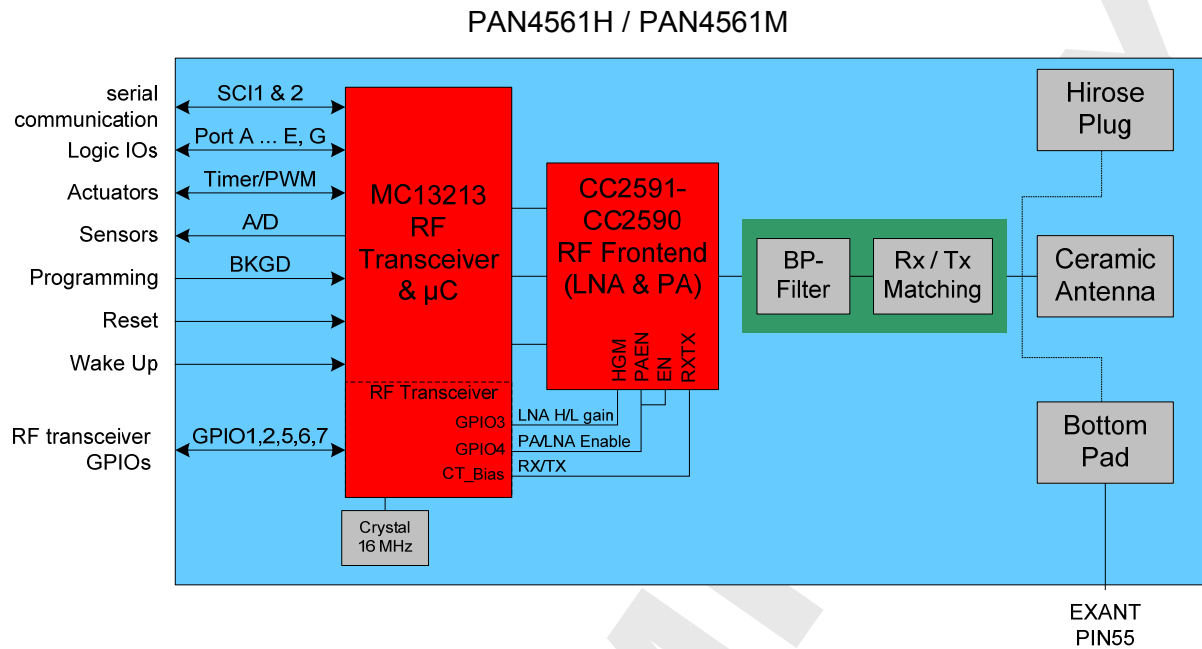 PAN4561H / PAN4561M
serial
communication
SCI1 & 2
Logic IOs
Port A ... E, G
Actuators
Timer/PWM
Sensors
A/D
Programming
BKGD
Reset
Wake Up
RF transceiver
GPIOs
GPIO1,2,5,6,7
MC13213
RF
Transceiver
& µC
RF Transceiver
GPIO3
GPIO4
CT_Bias
LNA H/L gain
PA/LNA Enable
RX/TX
Crystal
16 MHz
CC2591-
CC2590
RF Frontend
(LNA & PA)
HGM
PAEN
EN
RXTX
BP-
Filter
Rx / Tx
Matching
Hirose
Plug
Ceramic
Antenna
Bottom
Pad
EXANT
PIN55